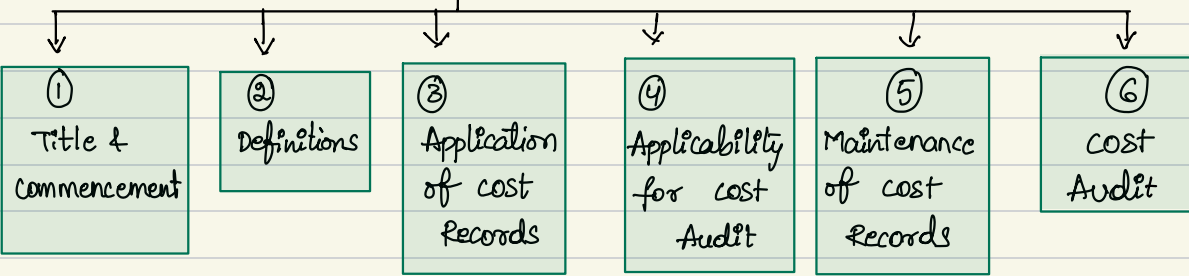 ①
Title &
Commencement
②
Definitions
③
Application
of cost
Records
④
Applicability
for cost
Audit
⑤
Maintenance
of cost
Records
⑥
Cost
Audit